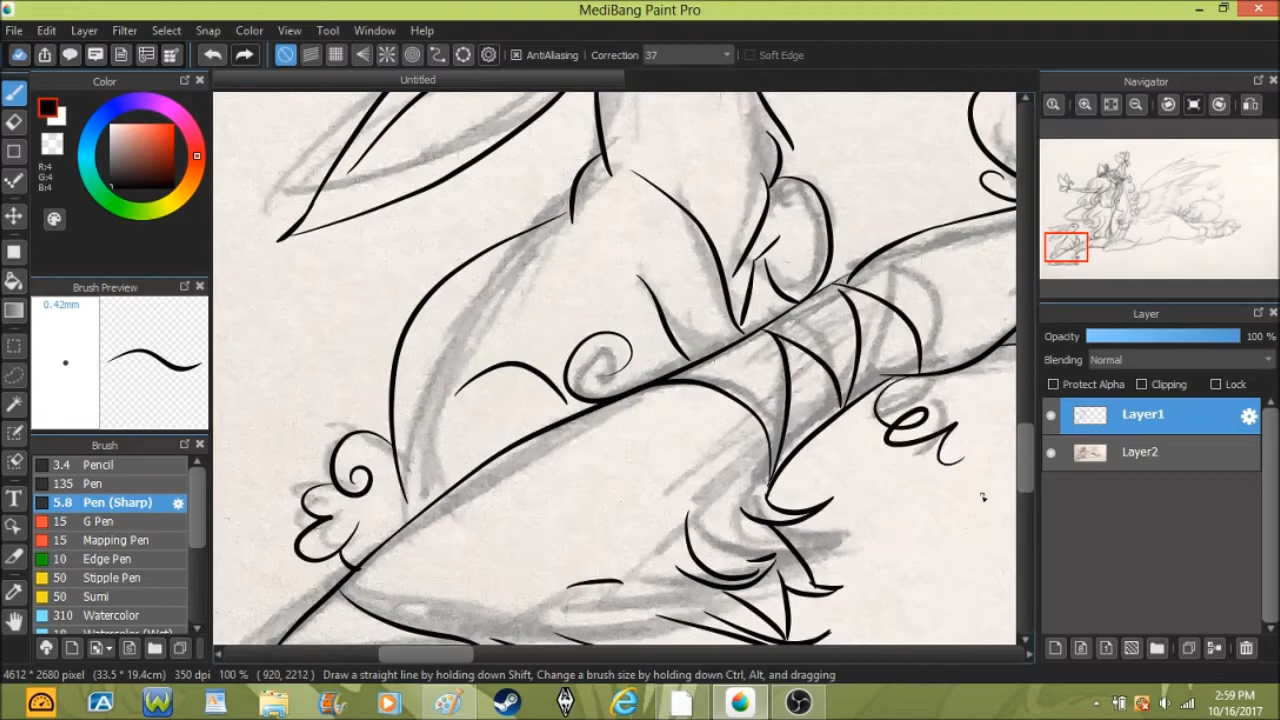 MediBang Paint Pro
File Edit Layer Filter Select Snap Color View Tool Window Help
AntiAliasing Correction 37 Soft Edge
Color
Untitled
Navigator
R:4
G:4
B:4
Brush Preview
0.42mm
Layer
Opacity 100 %
Blending Normal
Protect Alpha Clipping Lock
Layer1
Layer2
Brush
3.4 Pencil
135 Pen
5.8 Pen (Sharp)
15 G Pen
15 Mapping Pen
10 Edge Pen
50 Stipple Pen
50 Sumi
310 Watercolor
4612 * 2680 pixel (33.5 * 19.4cm) 350 dpi 100 % ( 920, 2212 ) Draw a straight line by holding down Shift, Change a brush size by holding down Ctrl, Alt, and dragging
2:59 PM
10/16/2017